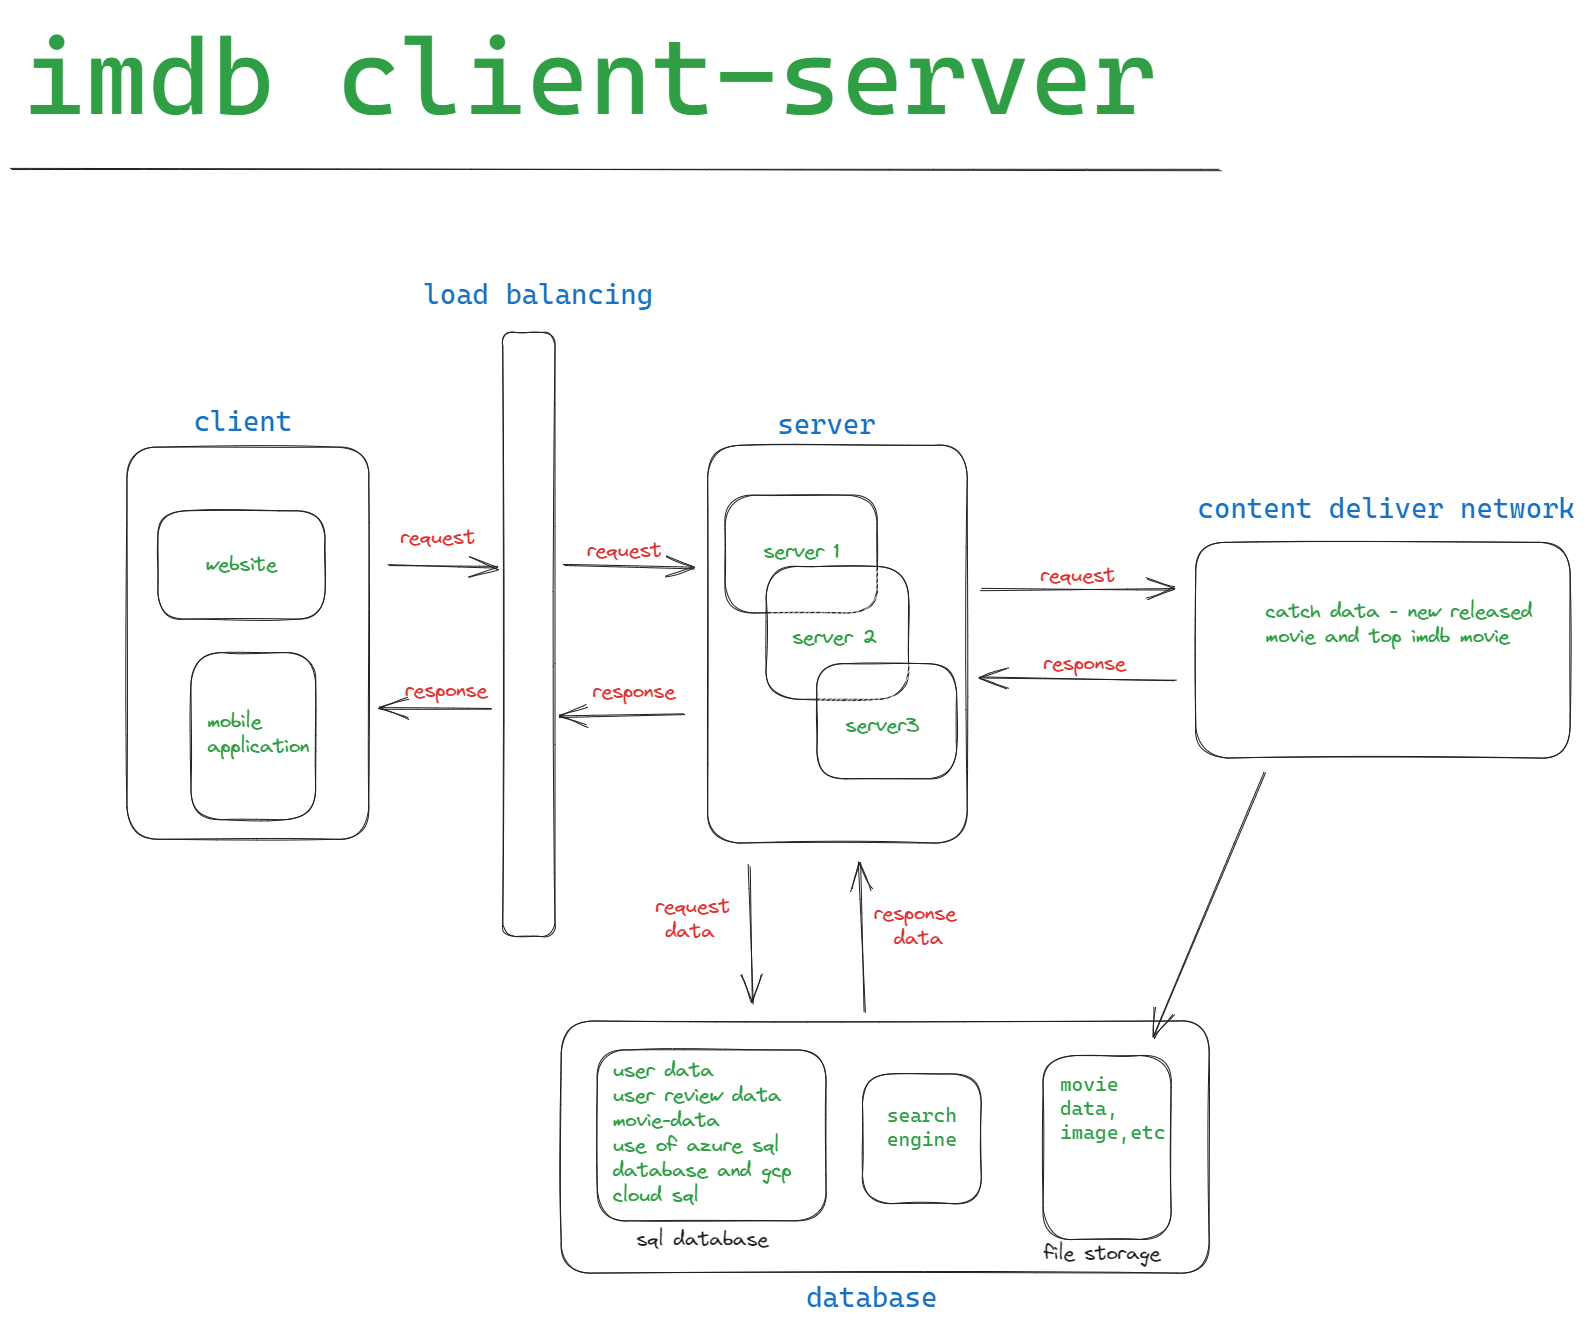 imdb client-server
load balancing
client
server
content deliver network
website
mobile
application
request
response
request
response
server 1
server 2
server3
request
response
catch data - new released
movie and top imdb movie
request
data
response
data
user data
user review data
movie-data
use of azure sql
database and gcp
cloud sql
sql database
search
engine
movie
data,
image,etc
file storage
database